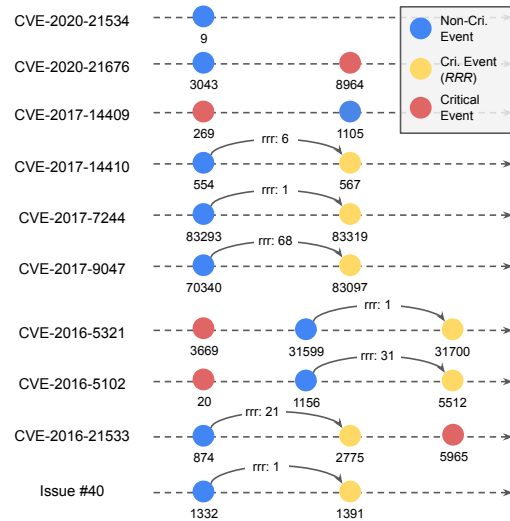 CVE-2020-21534
9
Non-Cri.
Event
Cri. Event
(RRR)
Critical
Event
CVE-2020-21676
3043 8964
CVE-2017-14409
269 1105
CVE-2017-14410
rrr: 6
554 567
CVE-2017-7244
rrr: 1
83293 83319
CVE-2017-9047
rrr: 68
70340 83097
CVE-2016-5321
rrr: 1
3669 31599 31700
CVE-2016-5102
rrr: 31
20 1156 5512
CVE-2016-21533
rrr: 21
874 2775 5965
Issue #40
rrr: 1
1332 1391